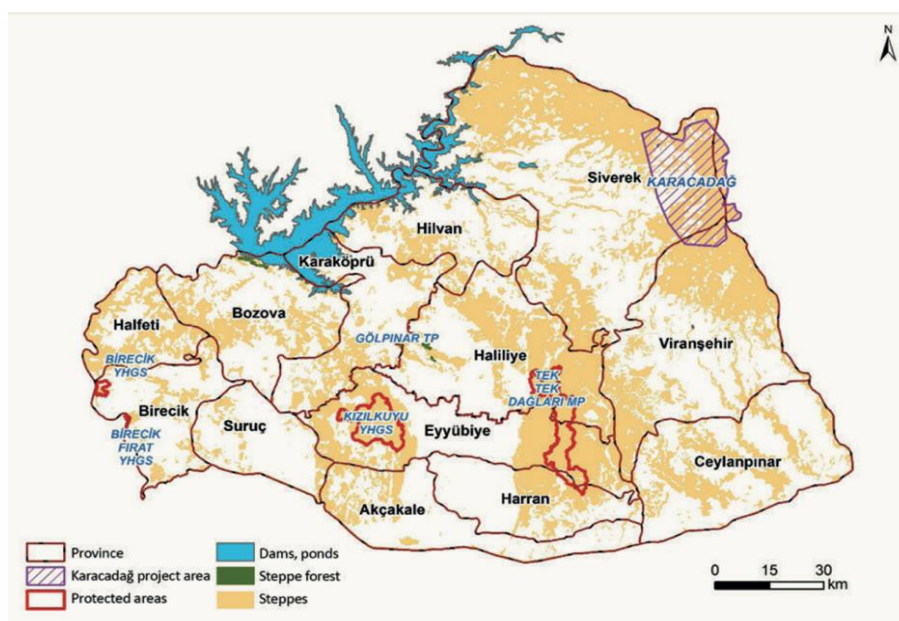 N
Siverek
KARACADAĞ
Hilvan
Karaköprü
Halfeti
Bozova
GÖLPINAR TP
Haliliye
Viranşehir
BİRECİK
YHGS
TEK
TEK
DAĞLARI MP
Birecik
Suruç
KIZILKUYU
YHGS
Eyyübiye
BİRECİK
FIRAT
YHGS
Ceylanpınar
Akçakale
Harran
Province
Dams, ponds
Karacadağ project area
Steppe forest
Protected areas
Steppes
0 15 30
km